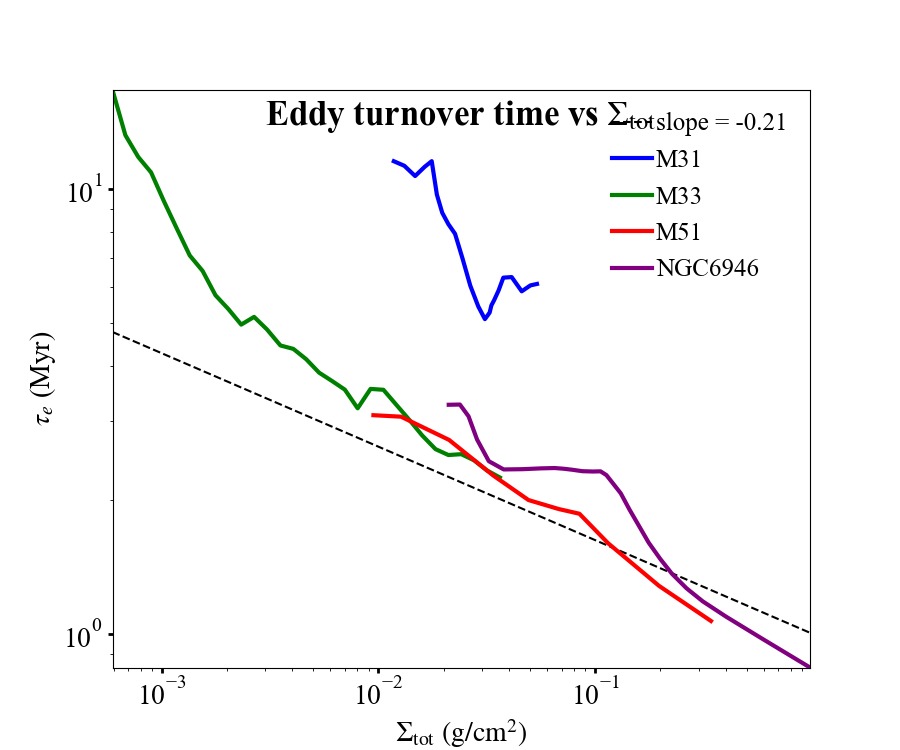 Eddy turnover time vs Σtot
slope = -0.21
M31
M33
M51
NGC6946
10¹
10⁰
τe (Myr)
10⁻³ 10⁻² 10⁻¹
Σtot (g/cm²)